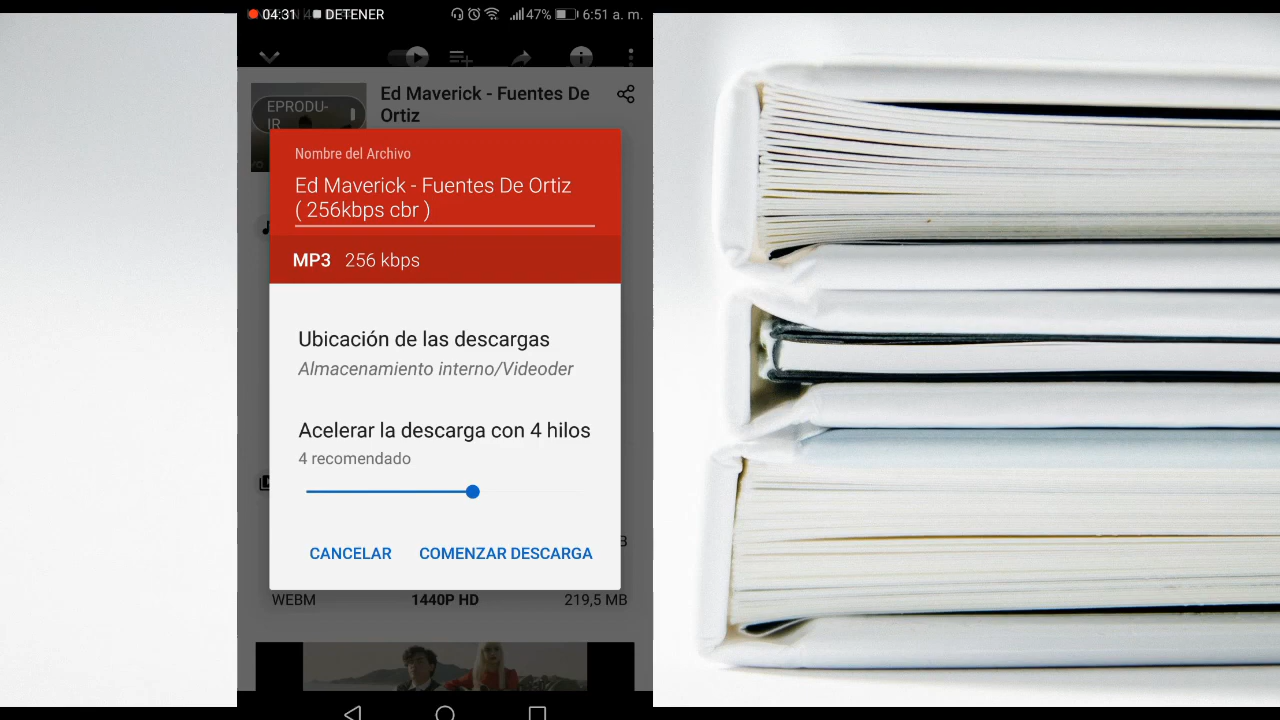 04:31 DETENER 47% 6:51 a. m.
EPRODU-
IR
Ed Maverick - Fuentes De
Ortiz
Nombre del Archivo
Ed Maverick - Fuentes De Ortiz
( 256kbps cbr )
MP3 256 kbps
Ubicación de las descargas
Almacenamiento interno/Videoder
Acelerar la descarga con 4 hilos
4 recomendado
CANCELAR COMENZAR DESCARGA
B
WEBM 1440P HD 219,5 MB